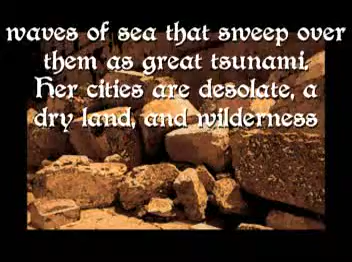 waves of sea that sweep over
them as great tsunami,
Her cities are desolate, a
dry land, and wilderness